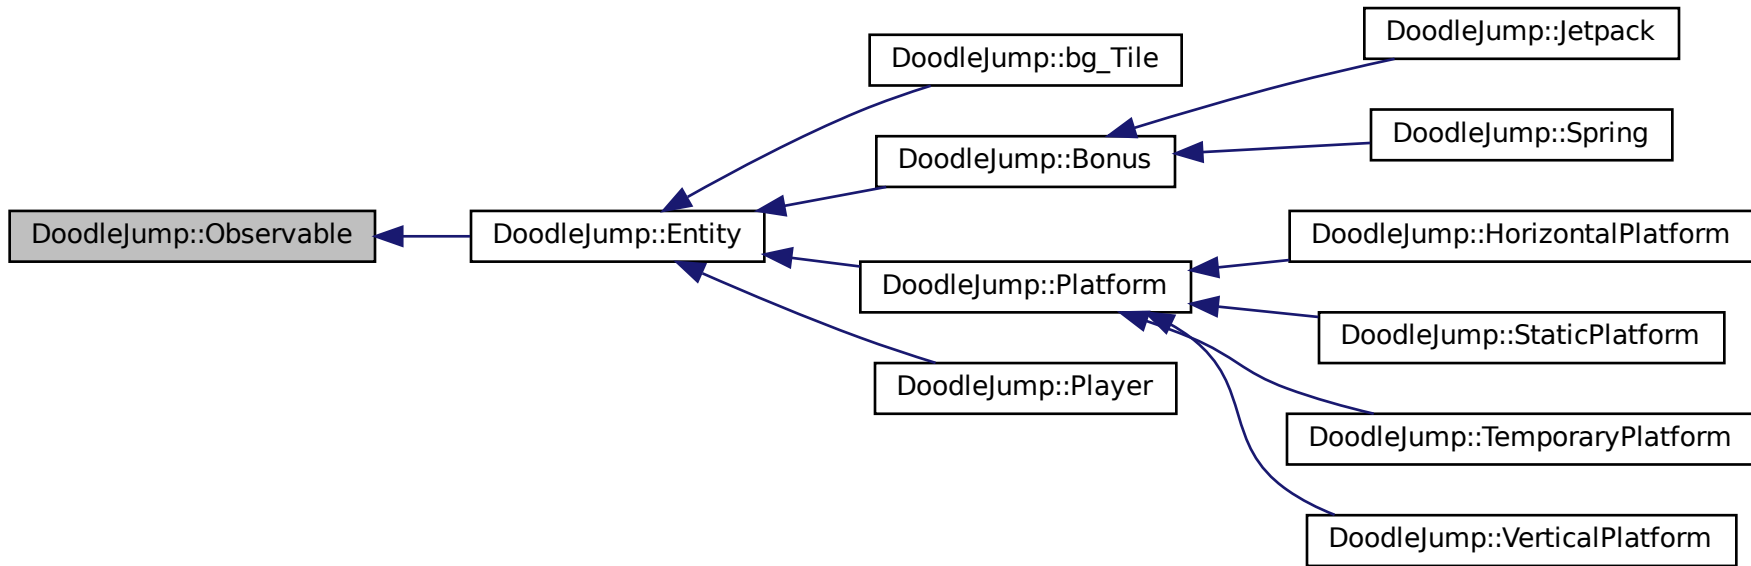 DoodleJump::Jetpack
DoodleJump::bg_Tile
DoodleJump::Spring
DoodleJump::Bonus
DoodleJump::Observable
DoodleJump::Entity
DoodleJump::HorizontalPlatform
DoodleJump::Platform
DoodleJump::StaticPlatform
DoodleJump::Player
DoodleJump::TemporaryPlatform
DoodleJump::VerticalPlatform